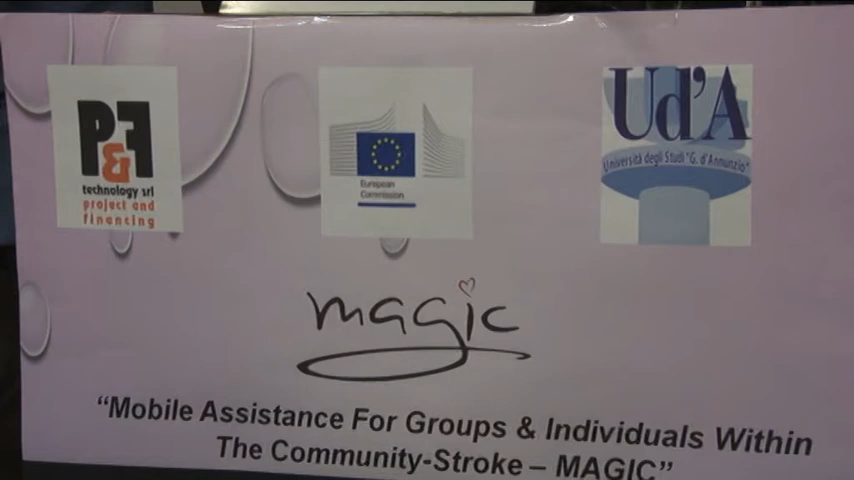 P&F
technology srl
project and
financing
European
Commission
Ud'A
Università degli Studi "G. d'Annunzio"
magic
“Mobile Assistance For Groups & Individuals Within
The Community-Stroke – MAGIC”